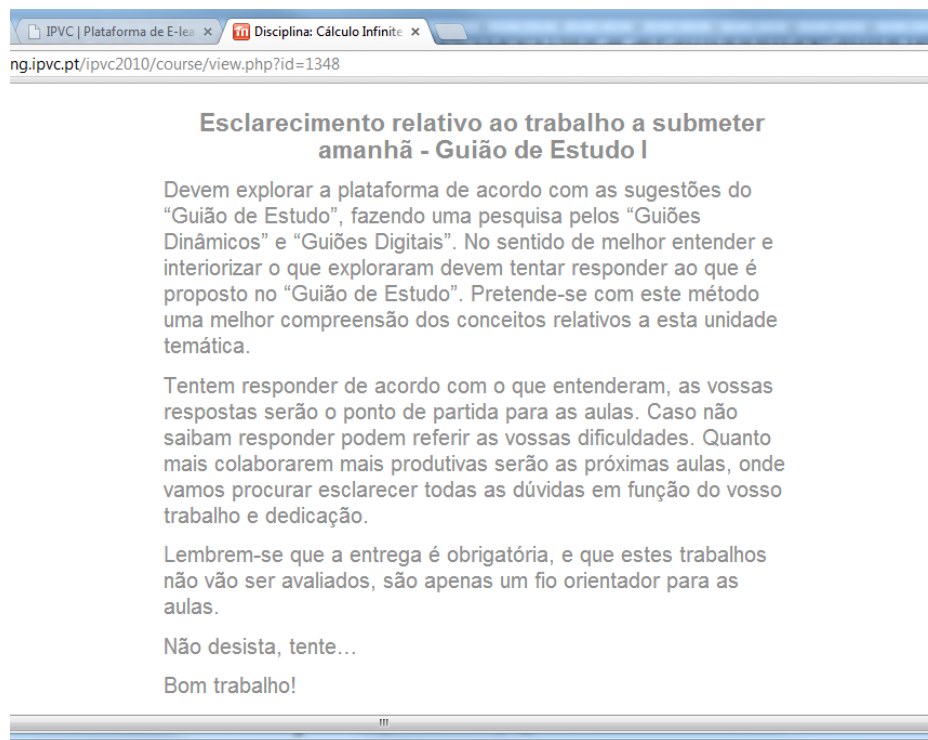 IPVC | Plataforma de E-lea
Disciplina: Cálculo Infinite
ng.ipvc.pt/ipvc2010/course/view.php?id=1348
Esclarecimento relativo ao trabalho a submeter
amanhã - Guião de Estudo I
Devem explorar a plataforma de acordo com as sugestões do
“Guião de Estudo”, fazendo uma pesquisa pelos “Guiões
Dinâmicos” e “Guiões Digitais”. No sentido de melhor entender e
interiorizar o que exploraram devem tentar responder ao que é
proposto no “Guião de Estudo”. Pretende-se com este método
uma melhor compreensão dos conceitos relativos a esta unidade
temática.
Tentem responder de acordo com o que entenderam, as vossas
respostas serão o ponto de partida para as aulas. Caso não
saibam responder podem referir as vossas dificuldades. Quanto
mais colaborarem mais produtivas serão as próximas aulas, onde
vamos procurar esclarecer todas as dúvidas em função do vosso
trabalho e dedicação.
Lembrem-se que a entrega é obrigatória, e que estes trabalhos
não vão ser avaliados, são apenas um fio orientador para as
aulas.
Não desista, tente…
Bom trabalho!